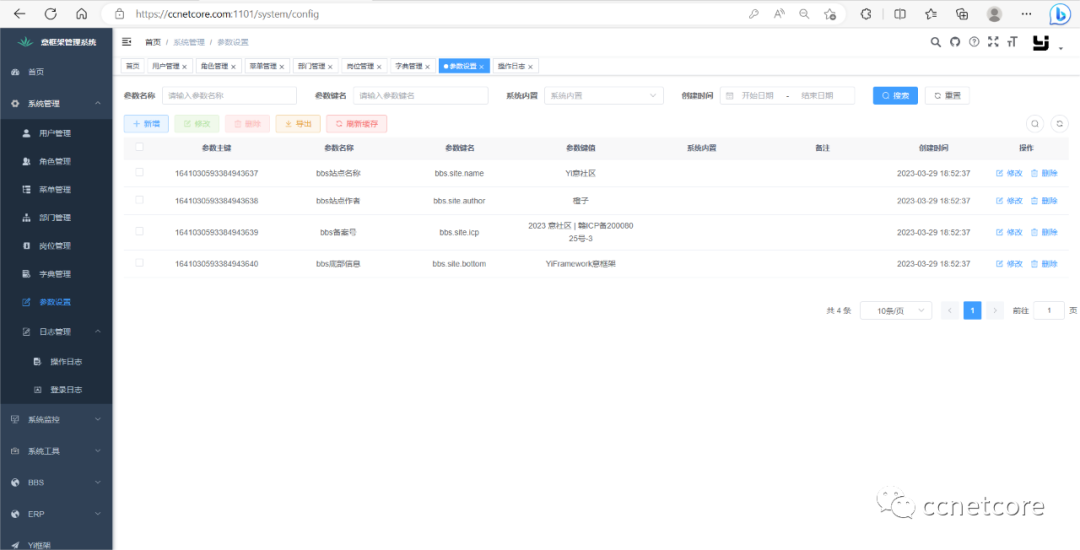 https://ccnetcore.com:1101/system/config
意框架管理系统
首页 / 系统管理 / 参数设置
首页 用户管理 × 角色管理 × 菜单管理 × 部门管理 × 岗位管理 × 字典管理 × 参数设置 × 操作日志 ×
首页
系统管理
用户管理
角色管理
菜单管理
部门管理
岗位管理
字典管理
参数设置
日志管理
操作日志
登录日志
系统监控
系统工具
BBS
ERP
Yi框架
参数名称 请输入参数名称 参数键名 请输入参数键名 系统内置 系统内置 创建时间 开始日期 - 结束日期 搜索 重置
新增 修改 删除 导出 刷新缓存
参数主键 参数名称 参数键名 参数键值 系统内置 备注 创建时间 操作
1641030593384943637 bbs站点名称 bbs.site.name Yi意社区 2023-03-29 18:52:37 修改 删除
1641030593384943638 bbs站点作者 bbs.site.author 橙子 2023-03-29 18:52:37 修改 删除
1641030593384943639 bbs备案号 bbs.site.icp 2023 意社区 | 赣ICP备200080
25号-3 2023-03-29 18:52:37 修改 删除
1641030593384943640 bbs底部信息 bbs.site.bottom YiFramework意框架 2023-03-29 18:52:37 修改 删除
共 4 条 10条/页 1 前往 1 页
ccnetcore